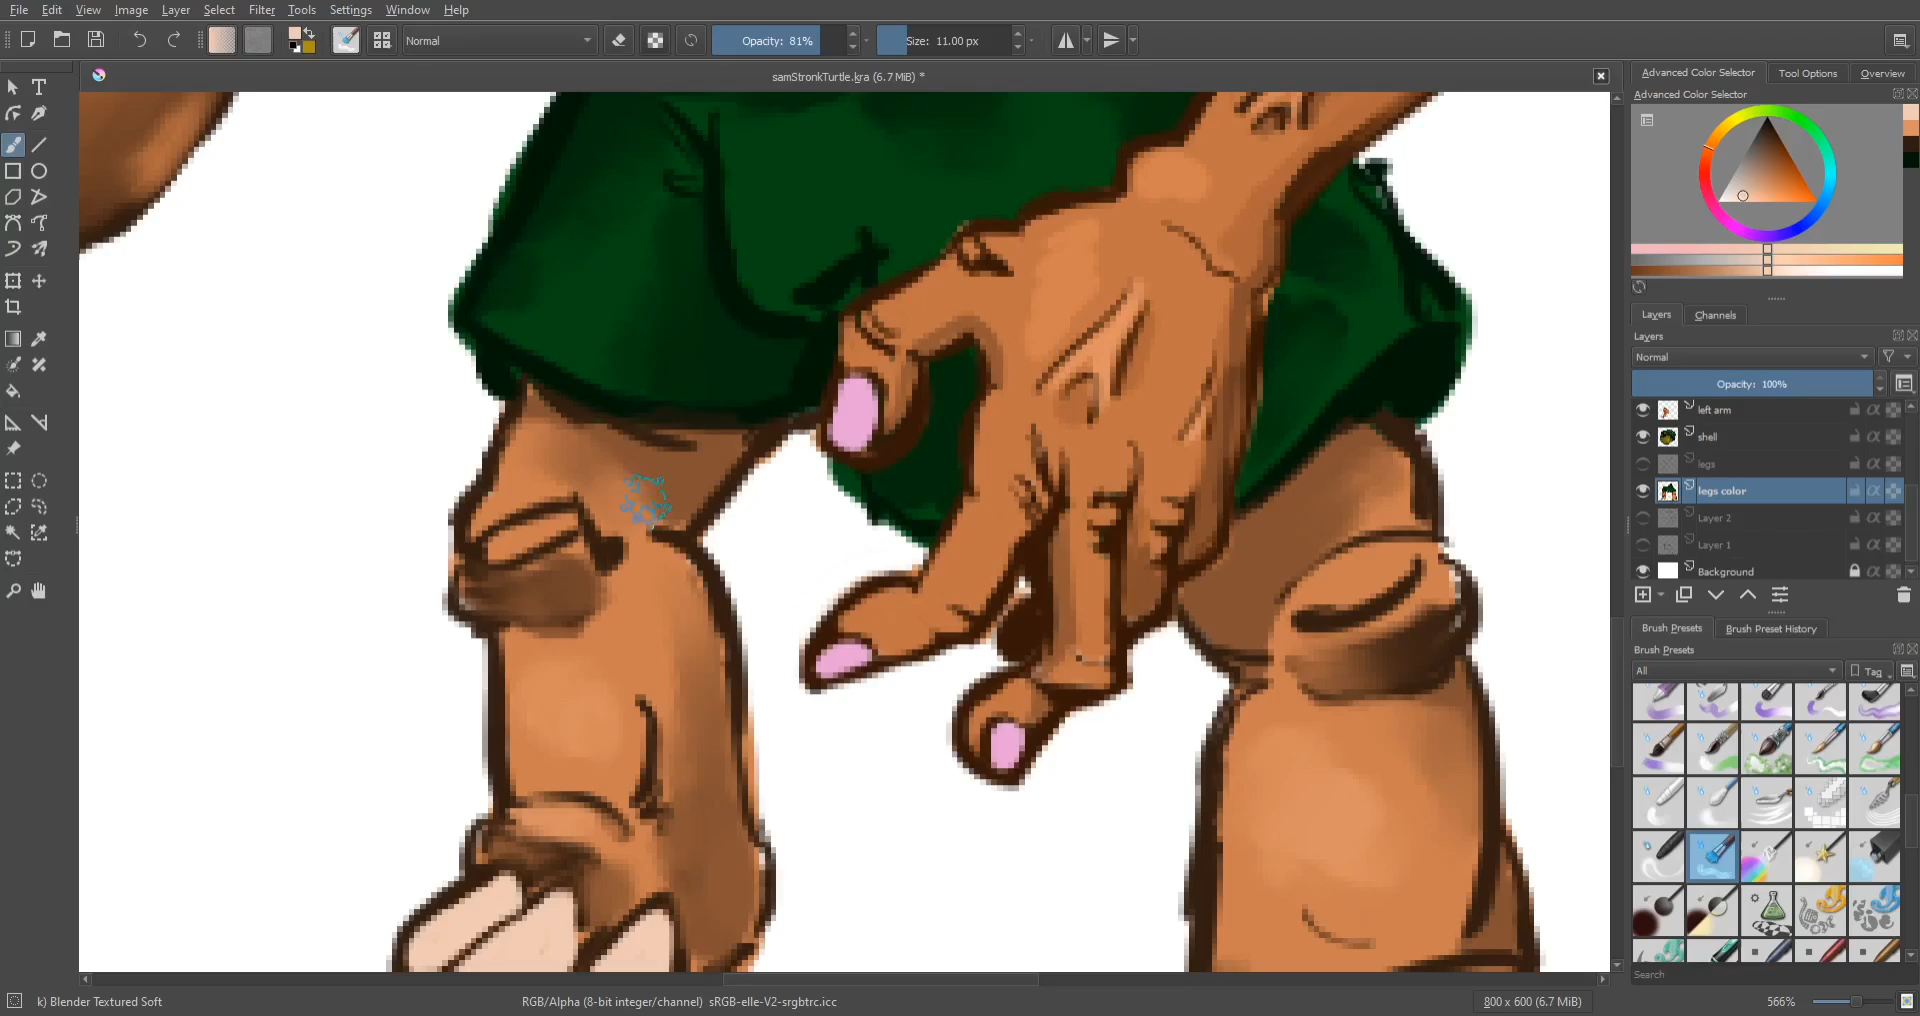 File Edit View Image Layer Select Filter Tools Settings Window Help
Normal Opacity: 81% Size: 11.00 px
samStronkTurtle.kra (6.7 MiB) *
Advanced Color Selector Tool Options Overview
Advanced Color Selector
Layers Channels
Layers
Normal
Opacity: 100%
left arm
shell
legs
legs color
Layer 2
Layer 1
Background
Brush Presets Brush Preset History
Brush Presets
All Tag
Search
k) Blender Textured Soft RGB/Alpha (8-bit integer/channel) sRGB-elle-V2-srgbtrc.icc 800 x 600 (6.7 MiB) 566%